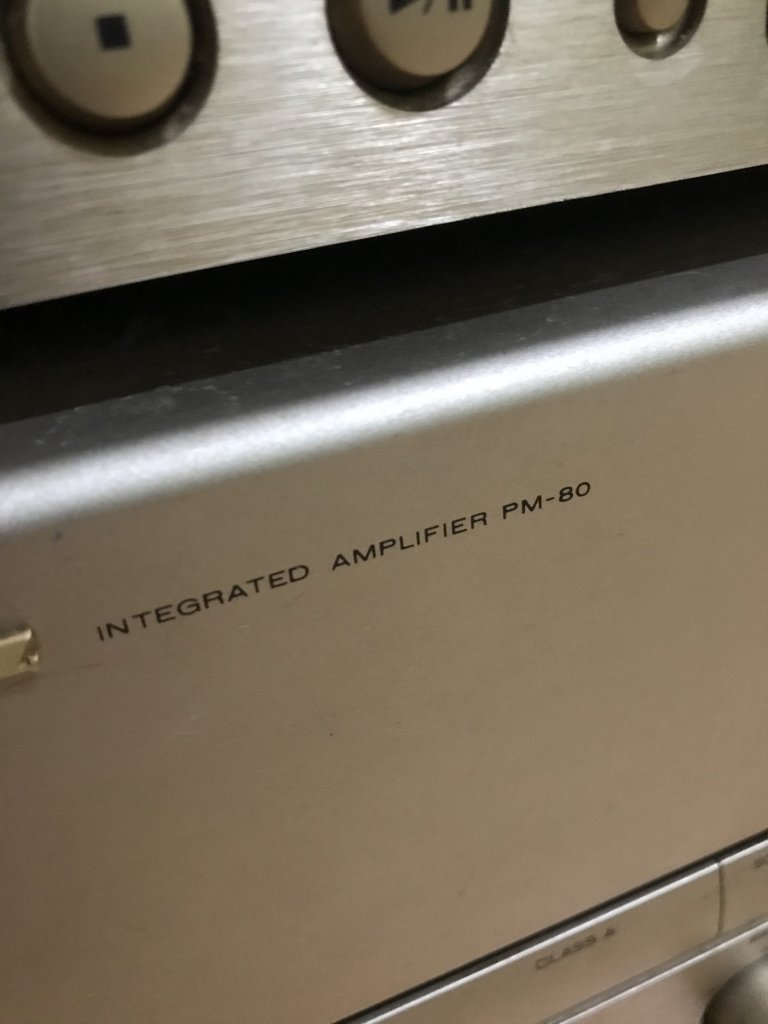 INTEGRATED AMPLIFIER PM-80
CLASS A